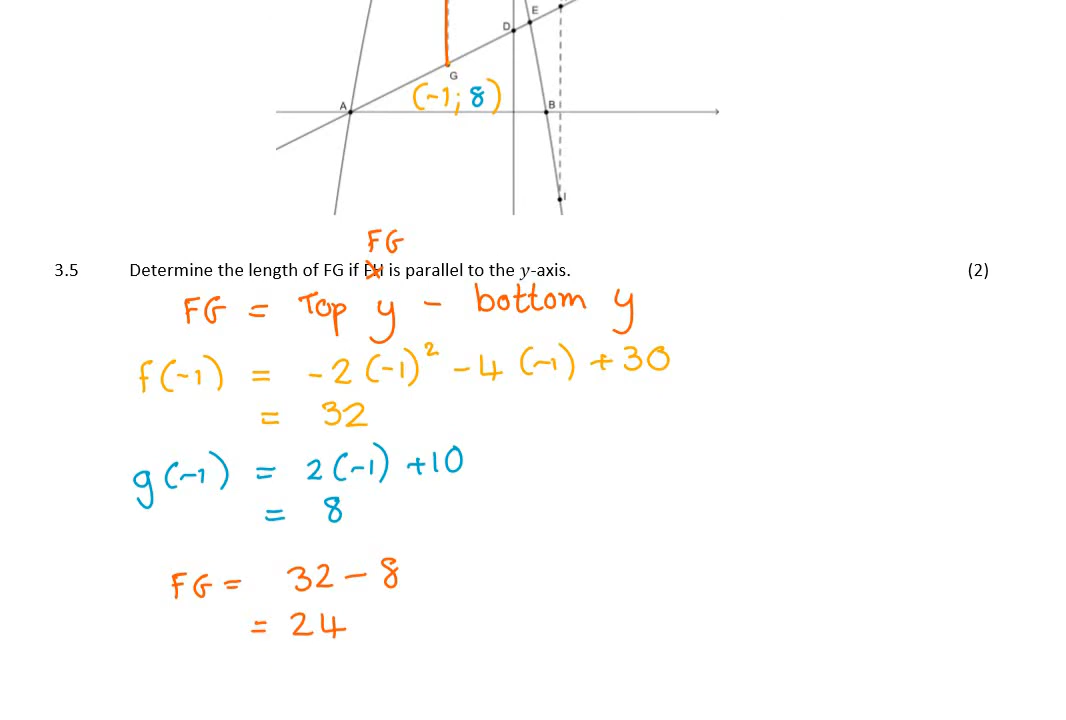 E
D
G
(-1; 8)
A
B
I
FG
3.5 Determine the length of FG if FH is parallel to the y-axis. (2)
FG = Top y - bottom y
f(-1) = -2(-1)² - 4(-1) + 30
= 32
g(-1) = 2(-1) + 10
= 8
FG = 32 - 8
= 24